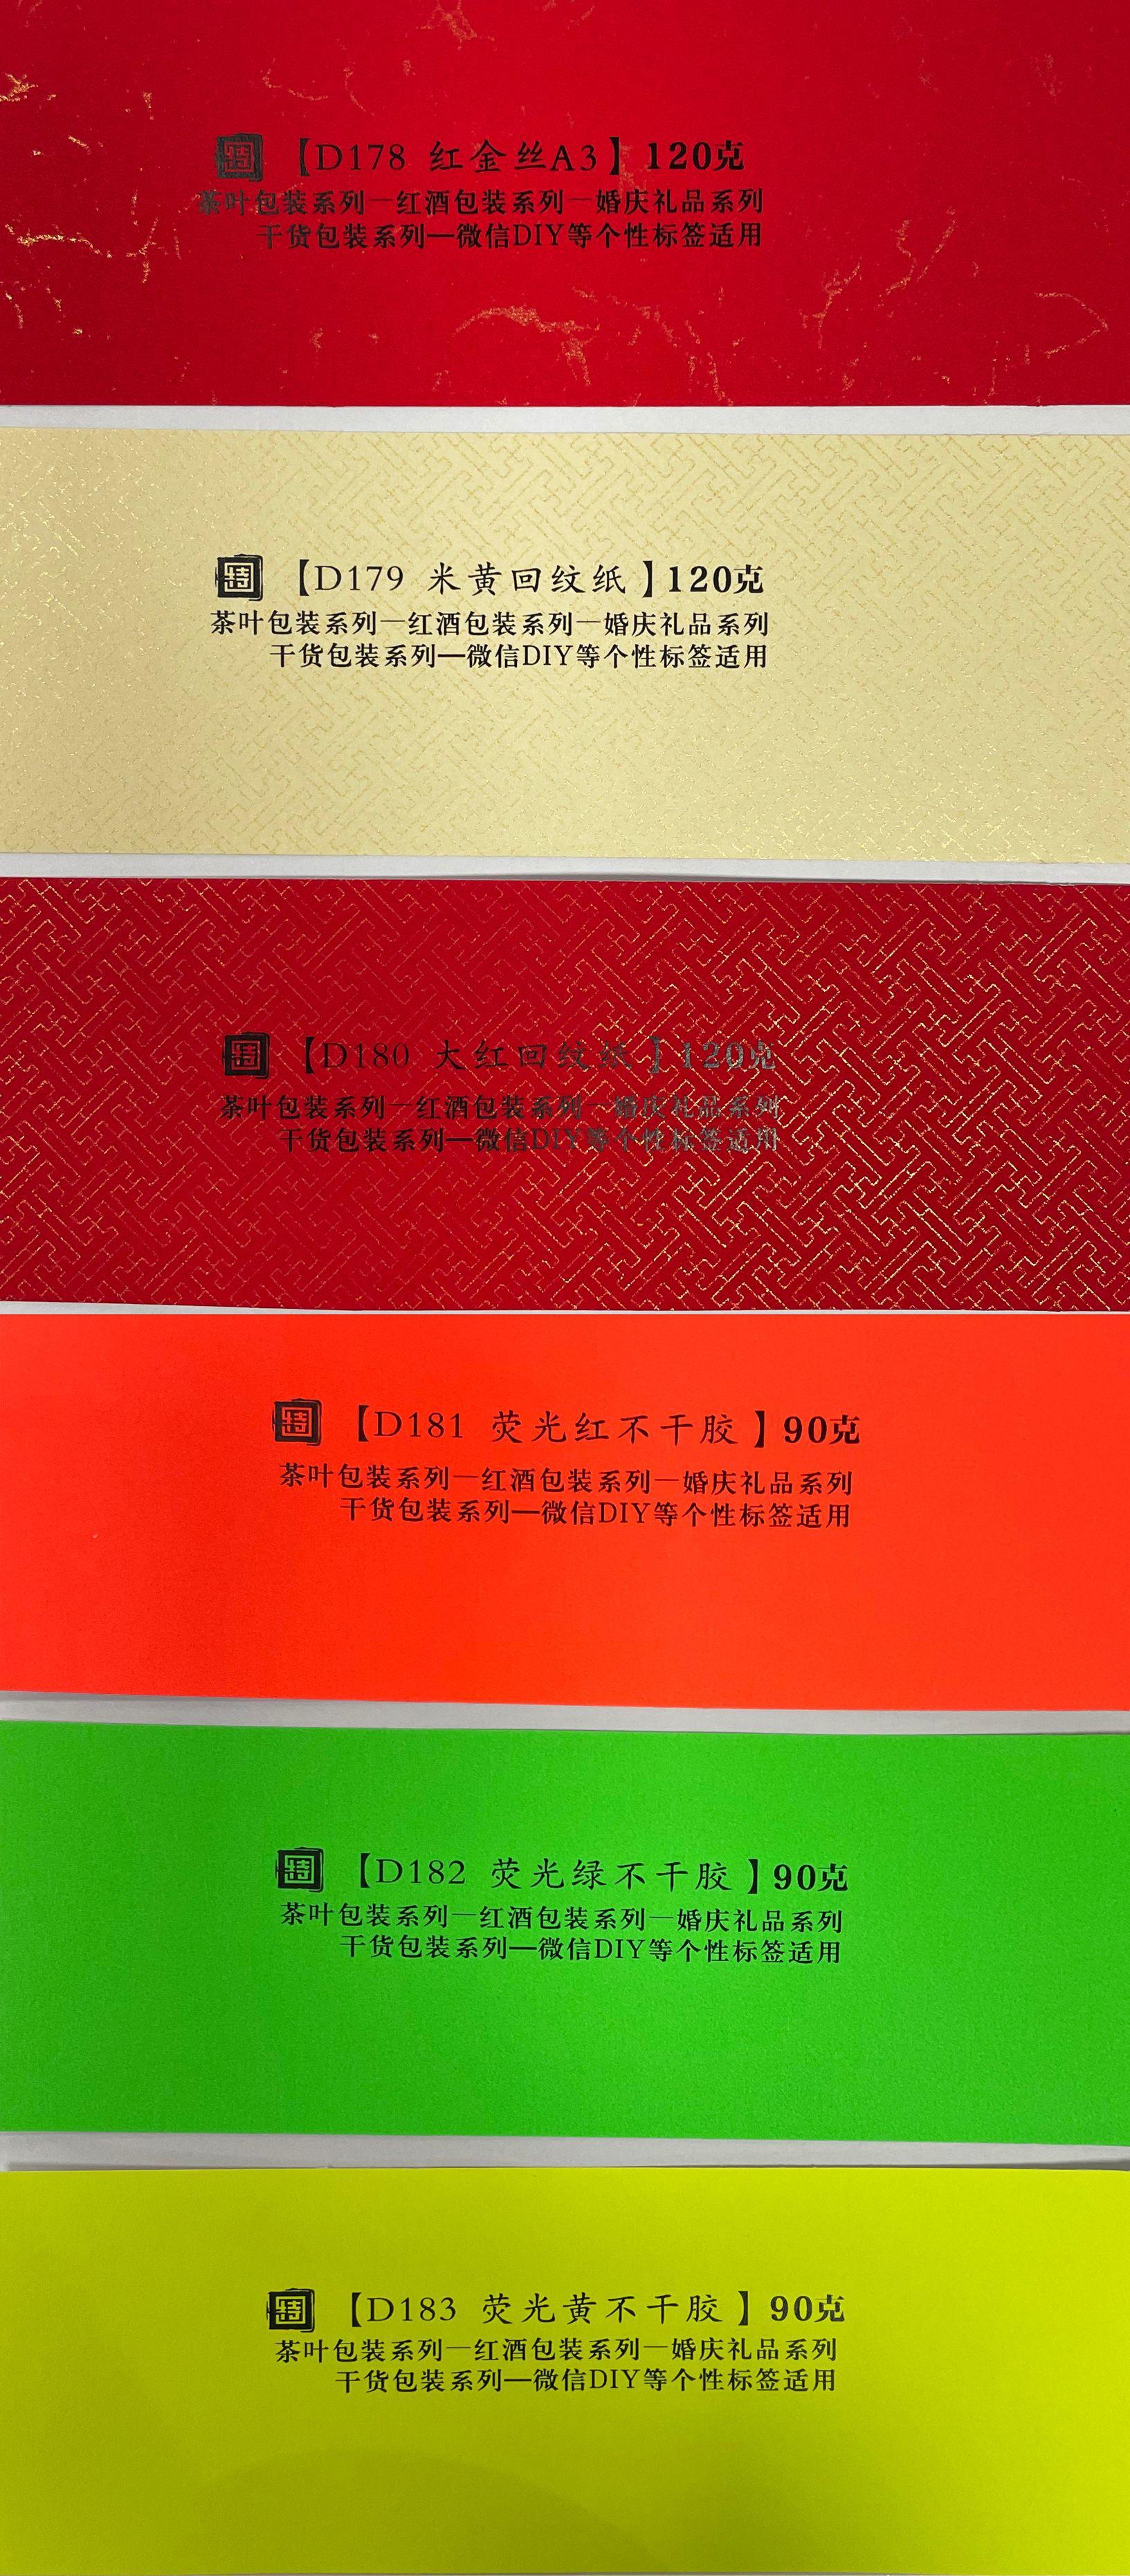 特 【D178 红金丝A3】120克
茶叶包装系列—红酒包装系列—婚庆礼品系列
干货包装系列—微信DIY等个性标签适用
特 【D179 米黄回纹纸】120克
茶叶包装系列—红酒包装系列—婚庆礼品系列
干货包装系列—微信DIY等个性标签适用
特 【D180 大红回纹纸】120克
茶叶包装系列—红酒包装系列—婚庆礼品系列
干货包装系列—微信DIY等个性标签适用
特 【D181 荧光红不干胶】90克
茶叶包装系列—红酒包装系列—婚庆礼品系列
干货包装系列—微信DIY等个性标签适用
特 【D182 荧光绿不干胶】90克
茶叶包装系列—红酒包装系列—婚庆礼品系列
干货包装系列—微信DIY等个性标签适用
特 【D183 荧光黄不干胶】90克
茶叶包装系列—红酒包装系列—婚庆礼品系列
干货包装系列—微信DIY等个性标签适用